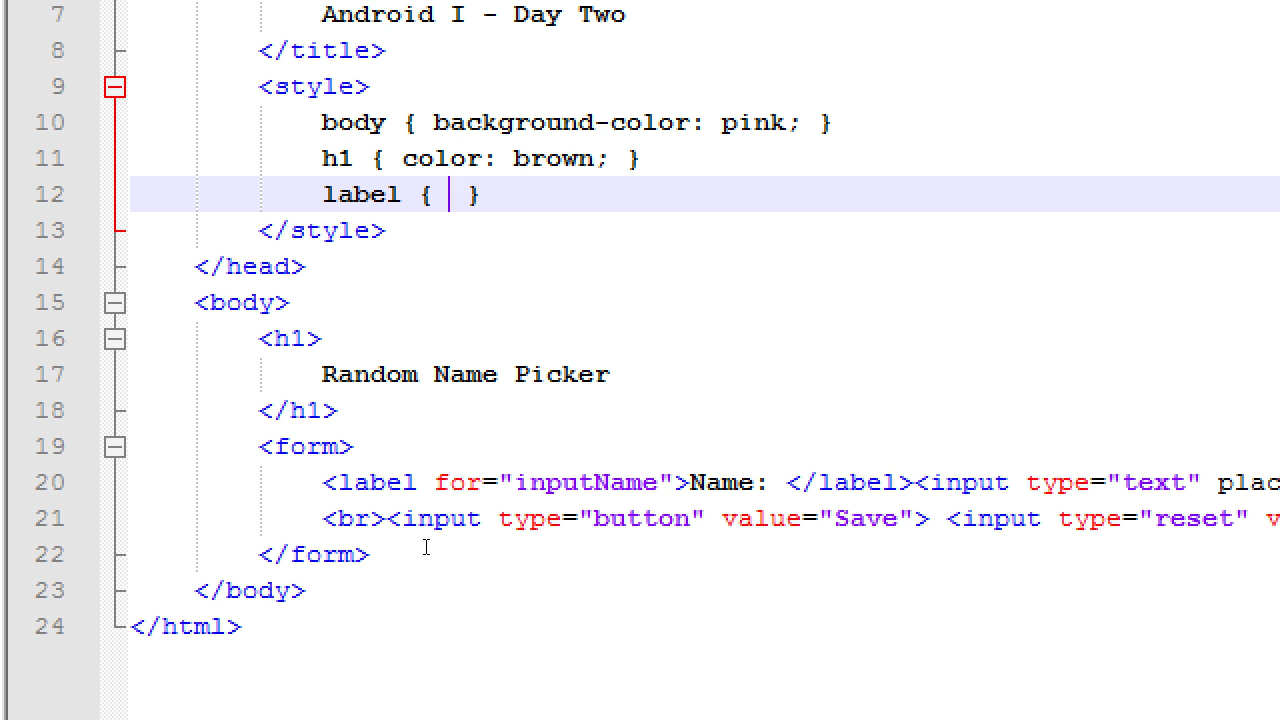 7 Android I - Day Two
8 </title>
9 <style>
10 body { background-color: pink; }
11 h1 { color: brown; }
12 label {  }
13 </style>
14 </head>
15 <body>
16 <h1>
17 Random Name Picker
18 </h1>
19 <form>
20 <label for="inputName">Name: </label><input type="text" plac
21 <br><input type="button" value="Save"> <input type="reset" v
22 </form>
23 </body>
24 </html>